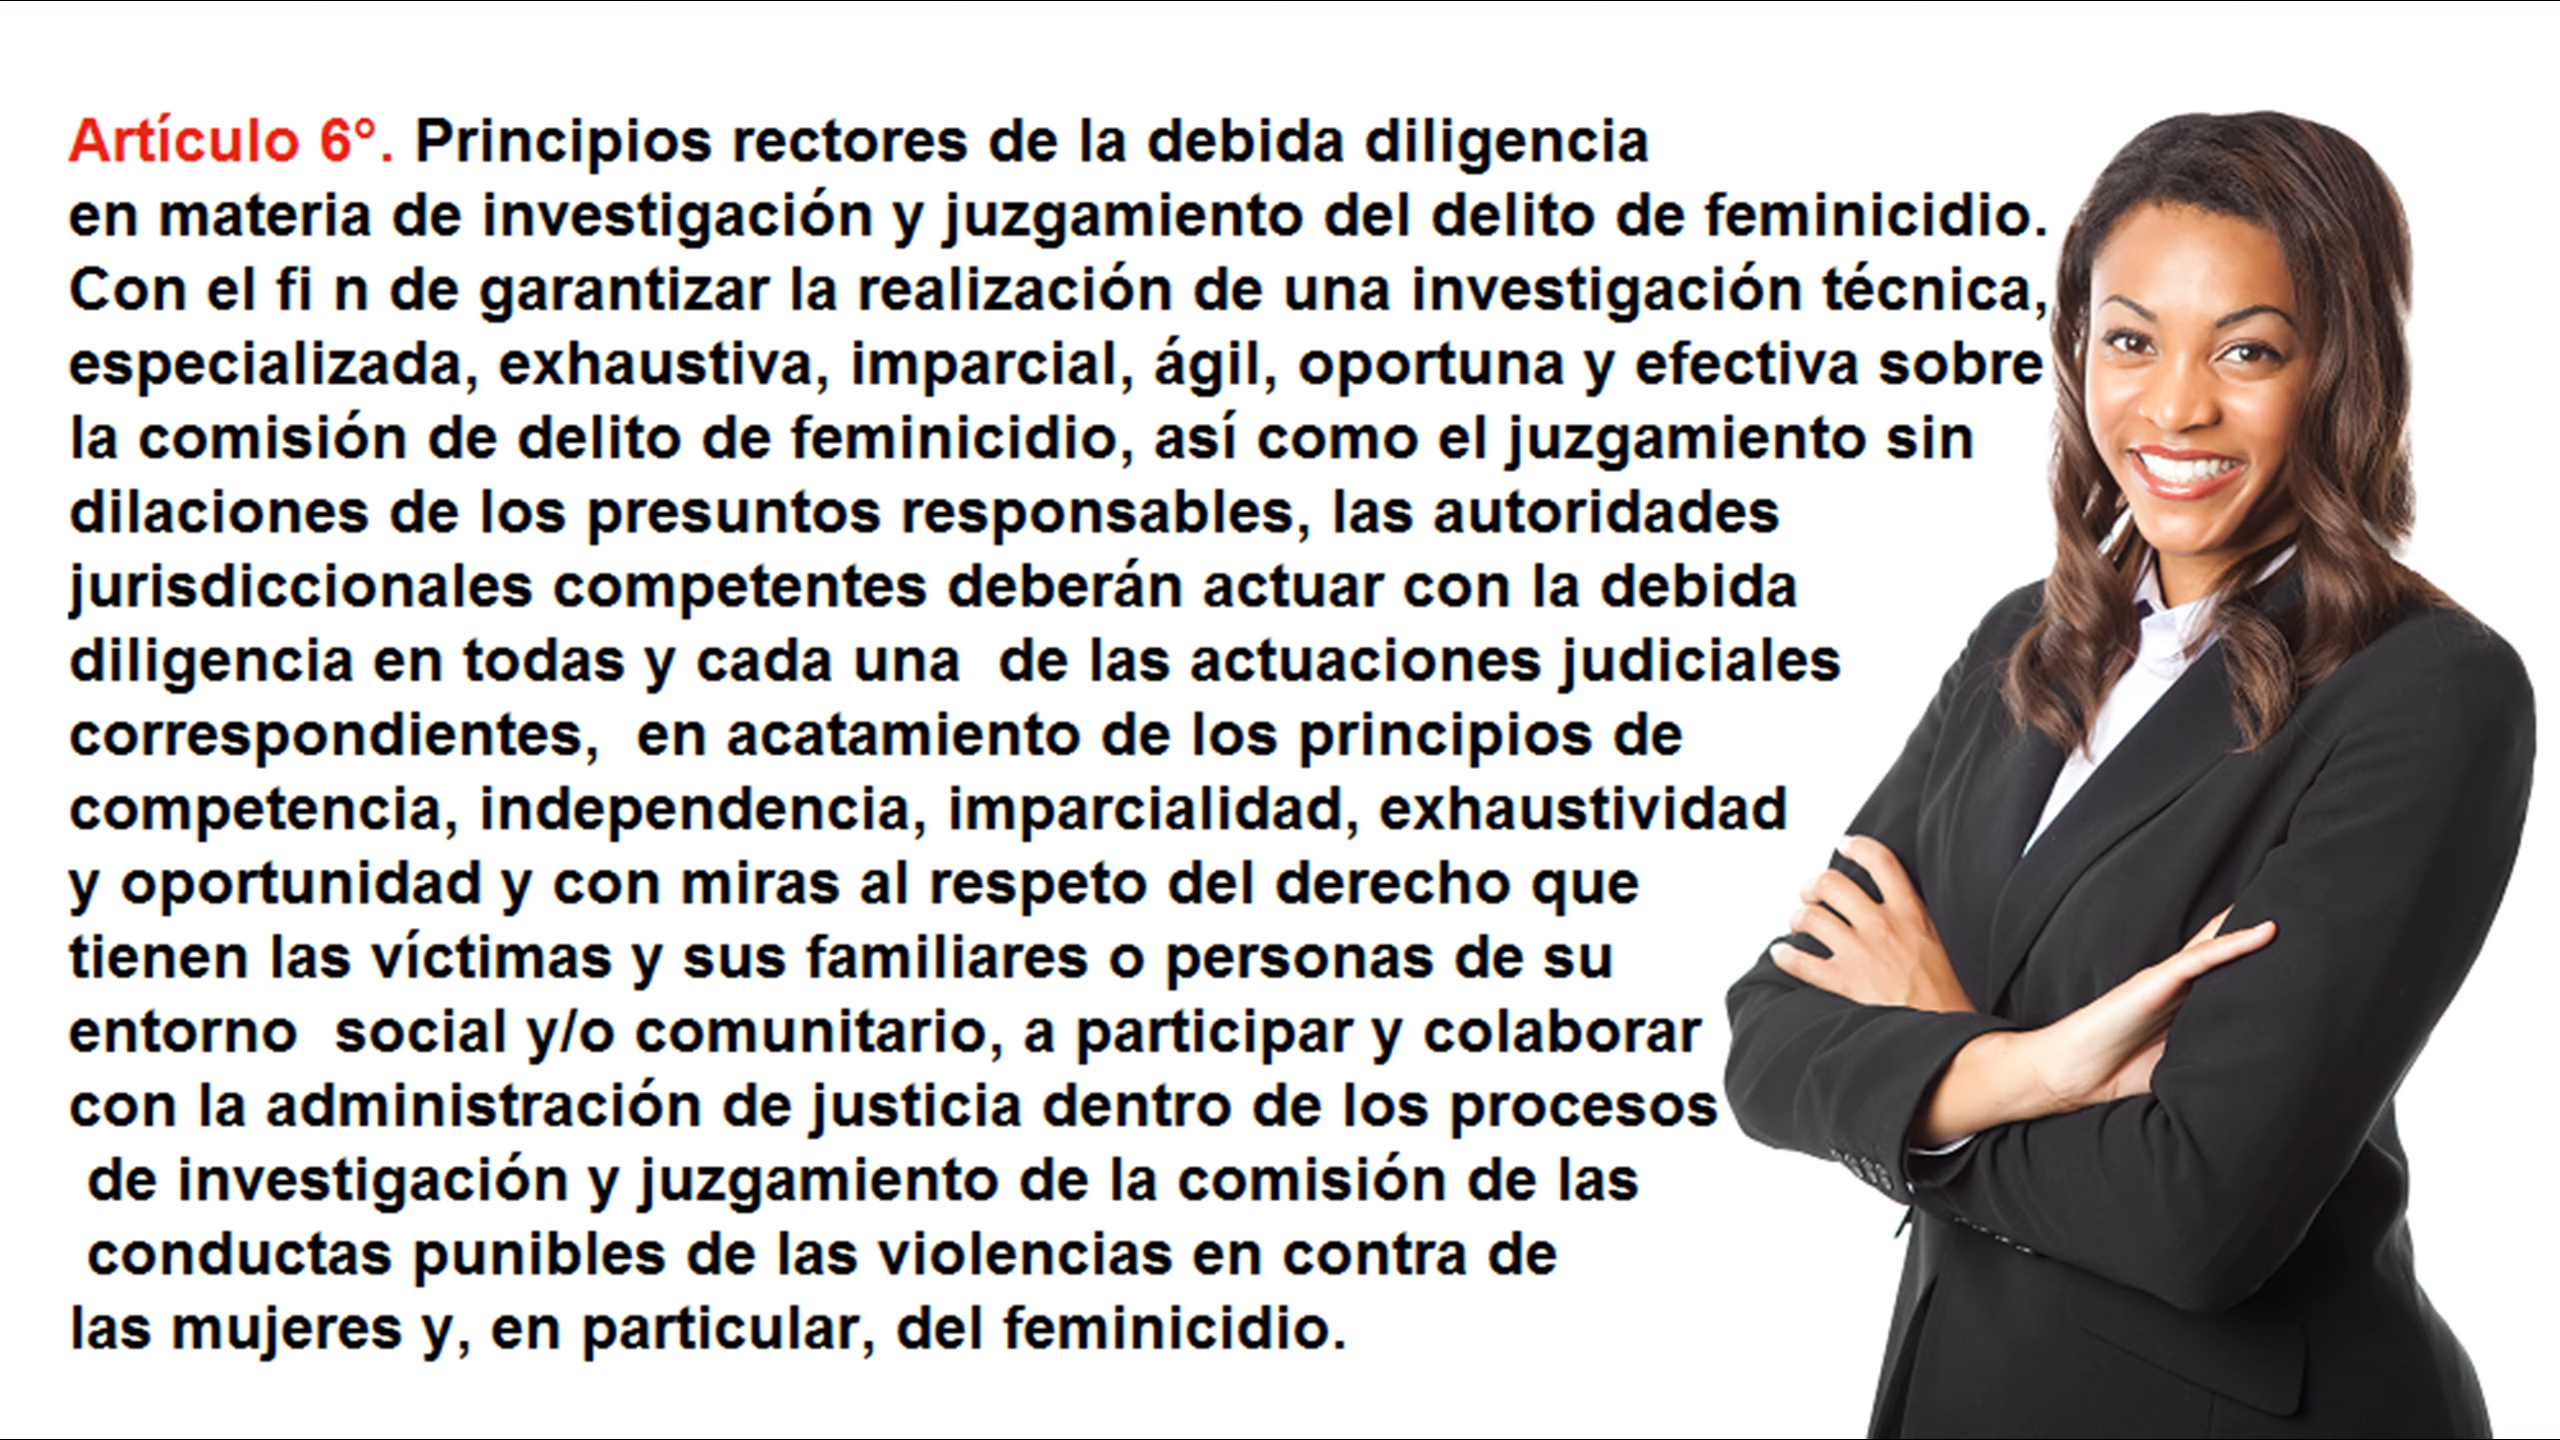 Artículo 6°. Principios rectores de la debida diligencia
en materia de investigación y juzgamiento del delito de feminicidio.
Con el fi n de garantizar la realización de una investigación técnica,
especializada, exhaustiva, imparcial, ágil, oportuna y efectiva sobre
la comisión de delito de feminicidio, así como el juzgamiento sin
dilaciones de los presuntos responsables, las autoridades
jurisdiccionales competentes deberán actuar con la debida
diligencia en todas y cada una  de las actuaciones judiciales
correspondientes,  en acatamiento de los principios de
competencia, independencia, imparcialidad, exhaustividad
y oportunidad y con miras al respeto del derecho que
tienen las víctimas y sus familiares o personas de su
entorno  social y/o comunitario, a participar y colaborar
con la administración de justicia dentro de los procesos
de investigación y juzgamiento de la comisión de las
conductas punibles de las violencias en contra de
las mujeres y, en particular, del feminicidio.